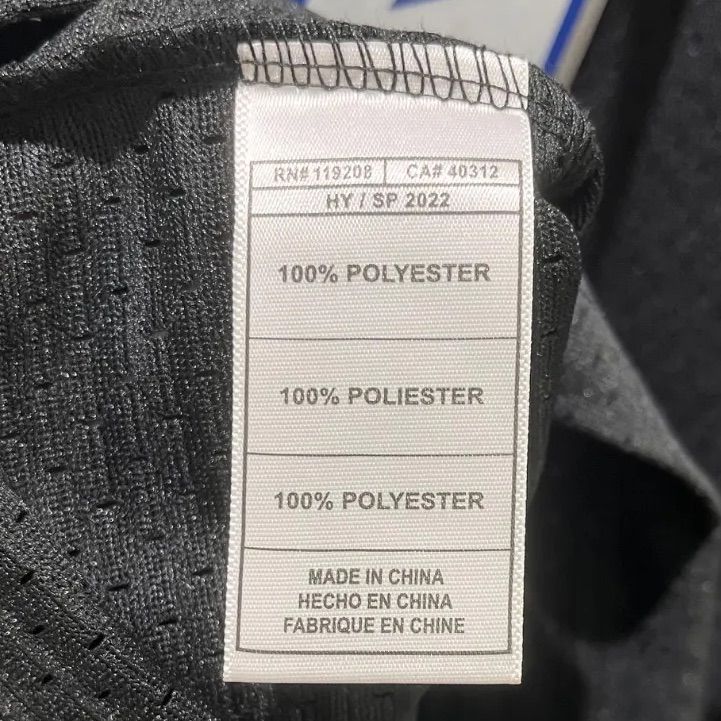 RN# 119208 CA# 40312
HY / SP 2022
100% POLYESTER
100% POLIESTER
100% POLYESTER
MADE IN CHINA
HECHO EN CHINA
FABRIQUE EN CHINE